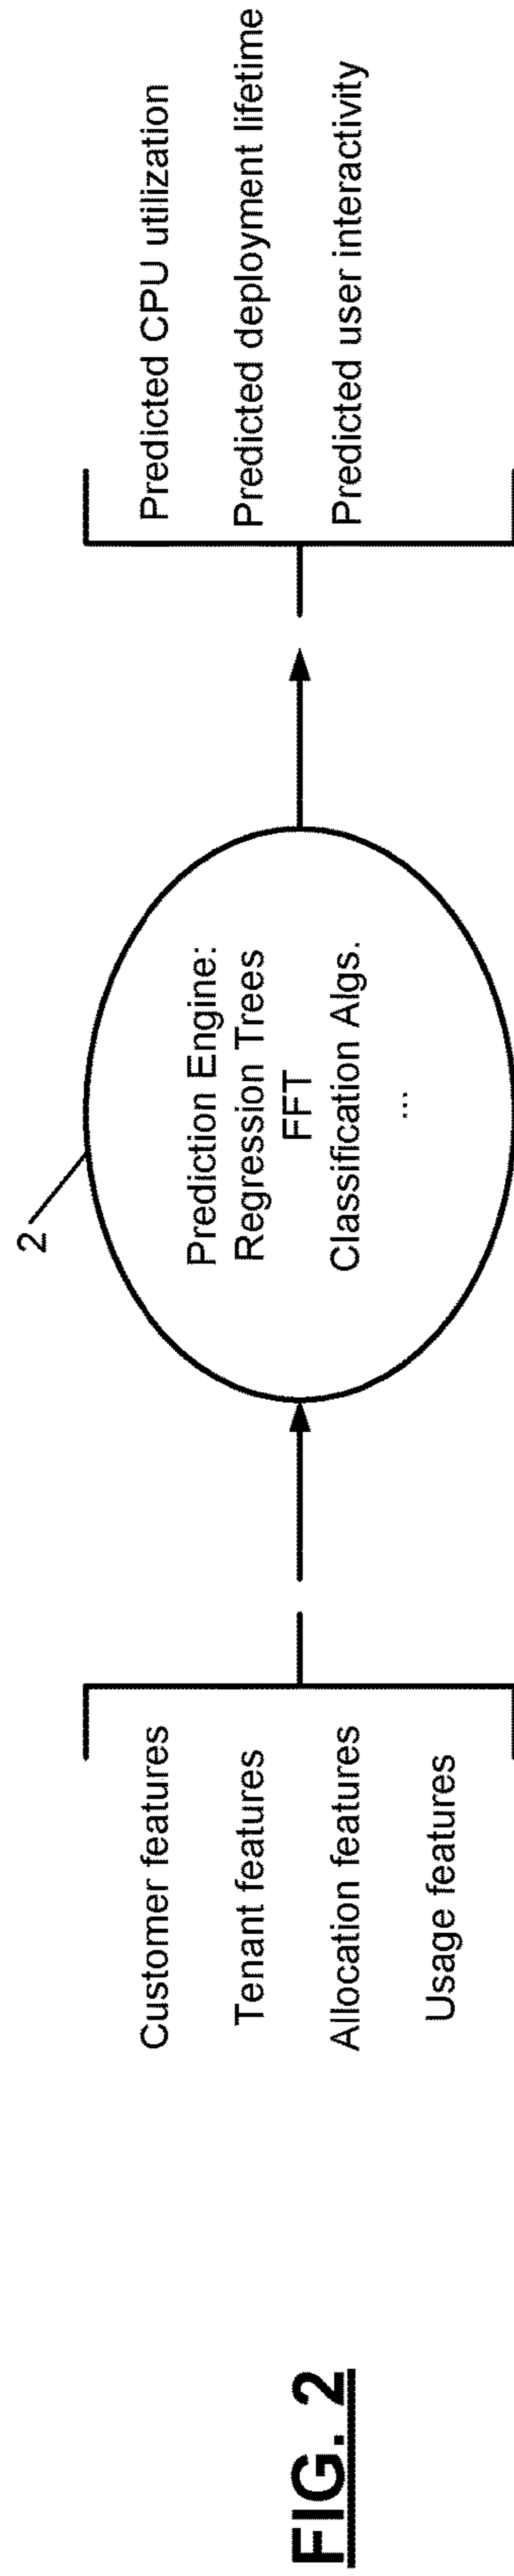 Customer features
Tenant features
Allocation features
Usage features
2
Prediction Engine:
Regression Trees
FFT
Classification Algs.
...
Predicted CPU utilization
Predicted deployment lifetime
Predicted user interactivity
FIG. 2